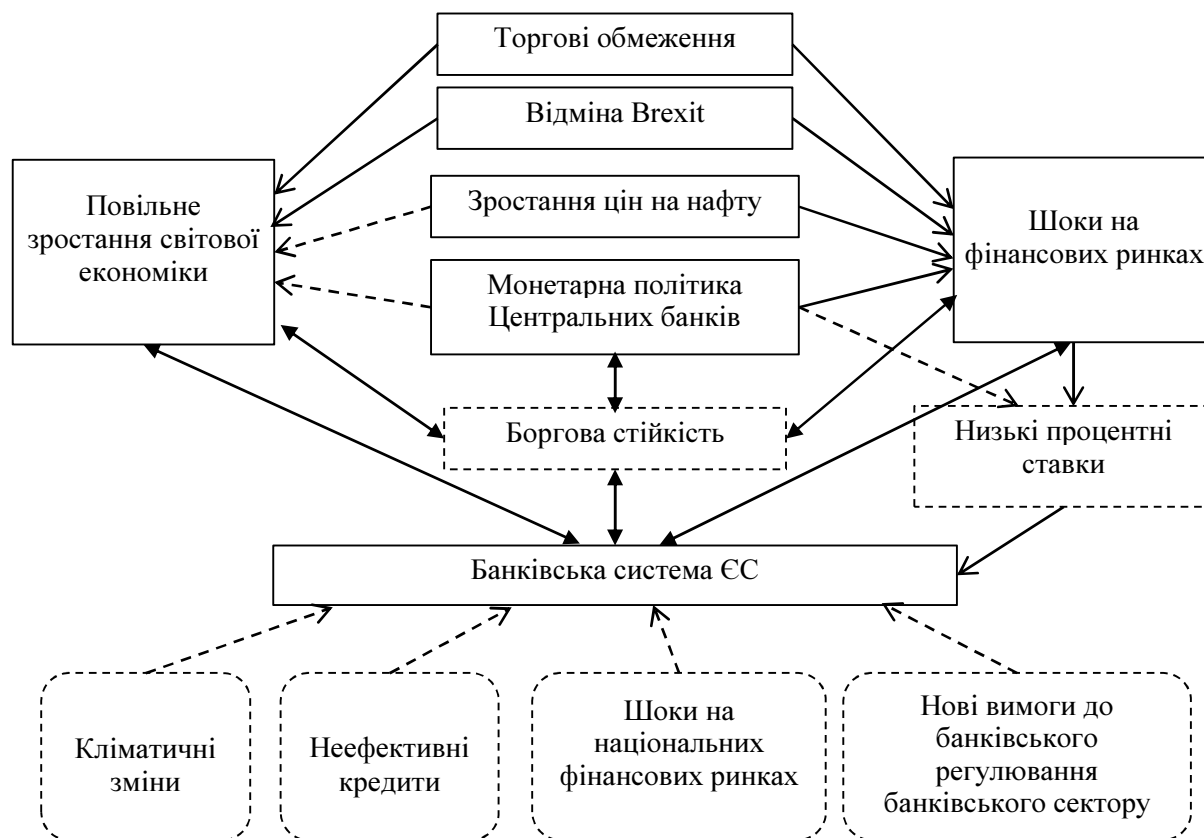 Торгові обмеження
Відміна Brexit
Повільне
зростання світової
економіки
Зростання цін на нафту
Шоки на
фінансових ринках
Монетарна політика
Центральних банків
Боргова стійкість
Низькі процентні
ставки
Банківська система ЄС
Кліматичні
зміни
Неефективні
кредити
Шоки на
національних
фінансових ринках
Нові вимоги до
банківського
регулювання
банківського сектору